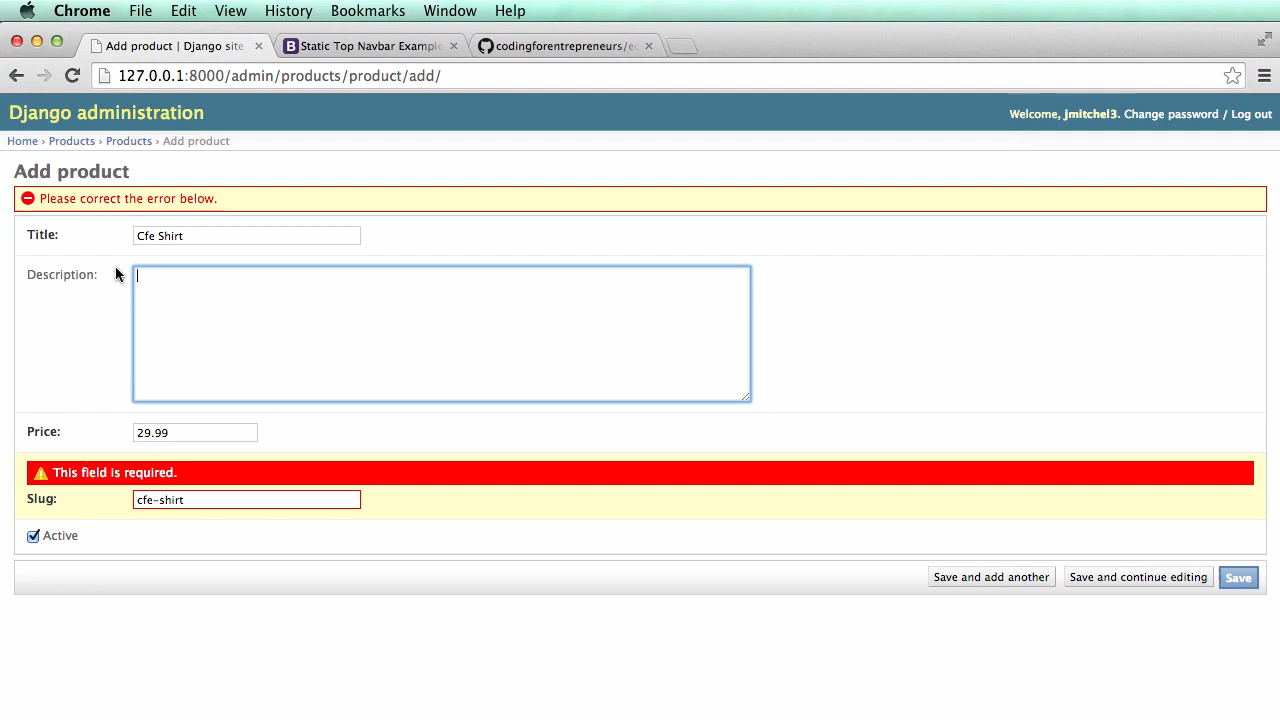 Chrome File Edit View History Bookmarks Window Help
Add product | Django site
Static Top Navbar Example
codingforentrepreneurs/ec
127.0.0.1:8000/admin/products/product/add/
Django administration
Welcome, jmitchel3. Change password / Log out
Home › Products › Products › Add product
Add product
Please correct the error below.
Title: Cfe Shirt
Description:
Price: 29.99
This field is required.
Slug: cfe-shirt
Active
Save and add another Save and continue editing Save